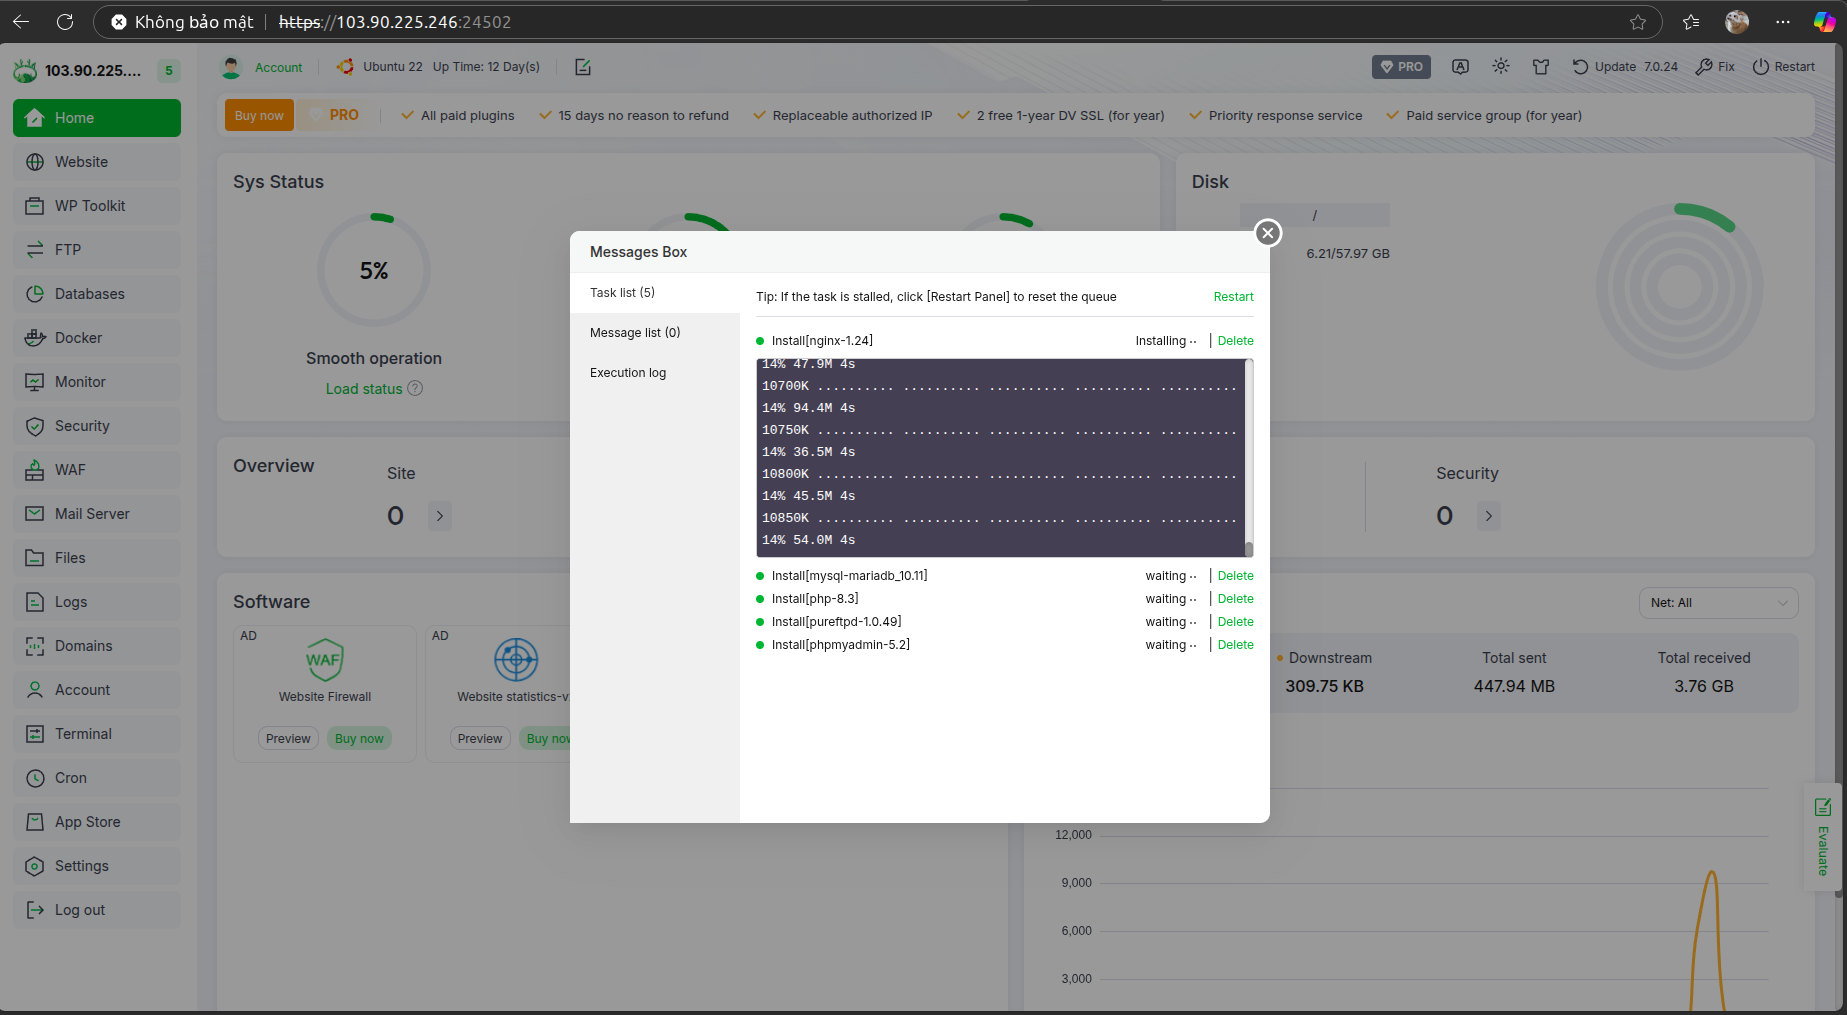 Không bảo mật
https://103.90.225.246:24502
103.90.225....
5
Account
Ubuntu 22
Up Time: 12 Day(s)
PRO
Update 7.0.24
Fix
Restart
Home
Website
WP Toolkit
FTP
Databases
Docker
Monitor
Security
WAF
Mail Server
Files
Logs
Domains
Account
Terminal
Cron
App Store
Settings
Log out
Buy now
PRO
All paid plugins
15 days no reason to refund
Replaceable authorized IP
2 free 1-year DV SSL (for year)
Priority response service
Paid service group (for year)
Sys Status
5%
Smooth operation
Load status ?
Disk
/
6.21/57.97 GB
Overview
Site
0
Security
0
Software
AD
WAF
Website Firewall
Preview
Buy now
AD
Website statistics-v
Preview
Buy now
Net: All
Downstream
309.75 KB
Total sent
447.94 MB
Total received
3.76 GB
12,000
9,000
6,000
3,000
Evaluate
Messages Box
Task list (5)
Message list (0)
Execution log
Tip: If the task is stalled, click [Restart Panel] to reset the queue
Restart
Install[nginx-1.24]
Installing ··
| Delete
14% 47.9M 4s
10700K .......... .......... .......... .......... ..........
14% 94.4M 4s
10750K .......... .......... .......... .......... ..........
14% 36.5M 4s
10800K .......... .......... .......... .......... ..........
14% 45.5M 4s
10850K .......... .......... .......... .......... ..........
14% 54.0M 4s
Install[mysql-mariadb_10.11]
waiting ··
| Delete
Install[php-8.3]
waiting ··
| Delete
Install[pureftpd-1.0.49]
waiting ··
| Delete
Install[phpmyadmin-5.2]
waiting ··
| Delete